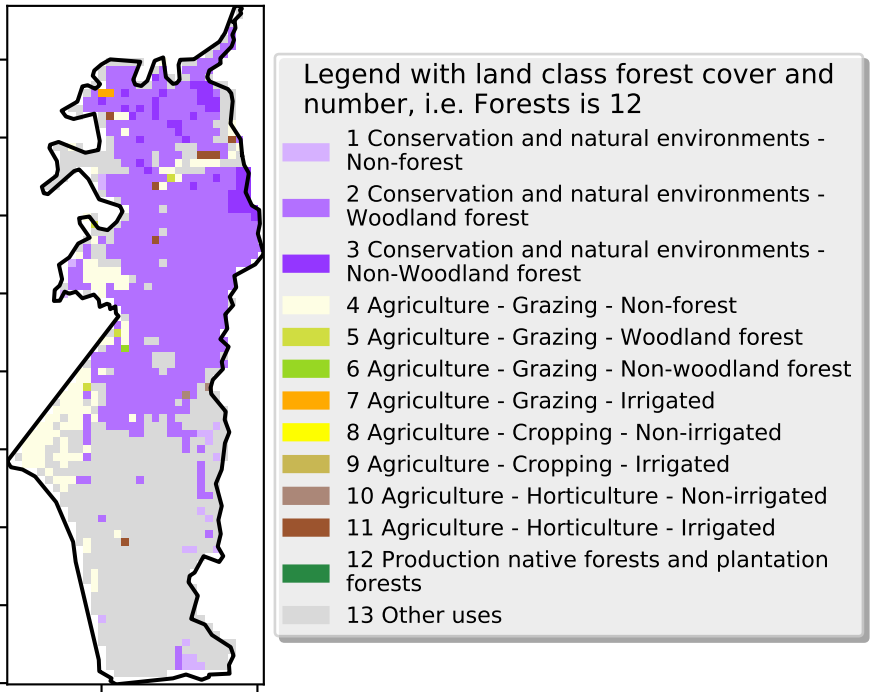 Legend with land class forest cover and
number, i.e. Forests is 12
1 Conservation and natural environments -
Non-forest
2 Conservation and natural environments -
Woodland forest
3 Conservation and natural environments -
Non-Woodland forest
4 Agriculture - Grazing - Non-forest
5 Agriculture - Grazing - Woodland forest
6 Agriculture - Grazing - Non-woodland forest
7 Agriculture - Grazing - Irrigated
8 Agriculture - Cropping - Non-irrigated
9 Agriculture - Cropping - Irrigated
10 Agriculture - Horticulture - Non-irrigated
11 Agriculture - Horticulture - Irrigated
12 Production native forests and plantation
forests
13 Other uses